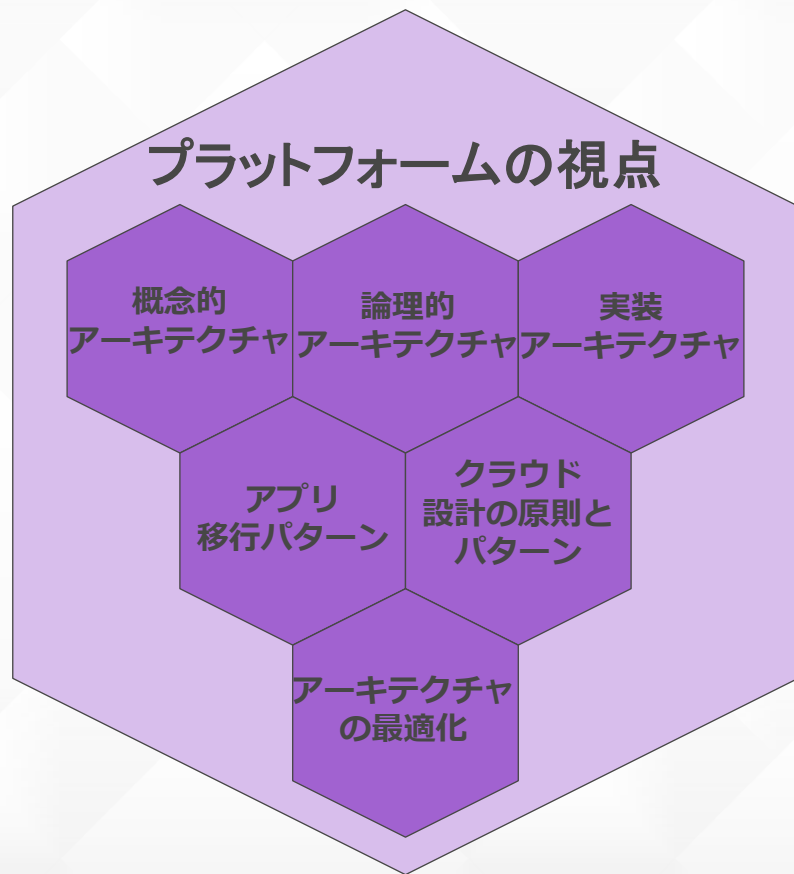 プラットフォームの視点
概念的
アーキテクチャ
論理的
アーキテクチャ
実装
アーキテクチャ
アプリ
移行パターン
クラウド
設計の原則と
パターン
アーキテクチャ
の最適化